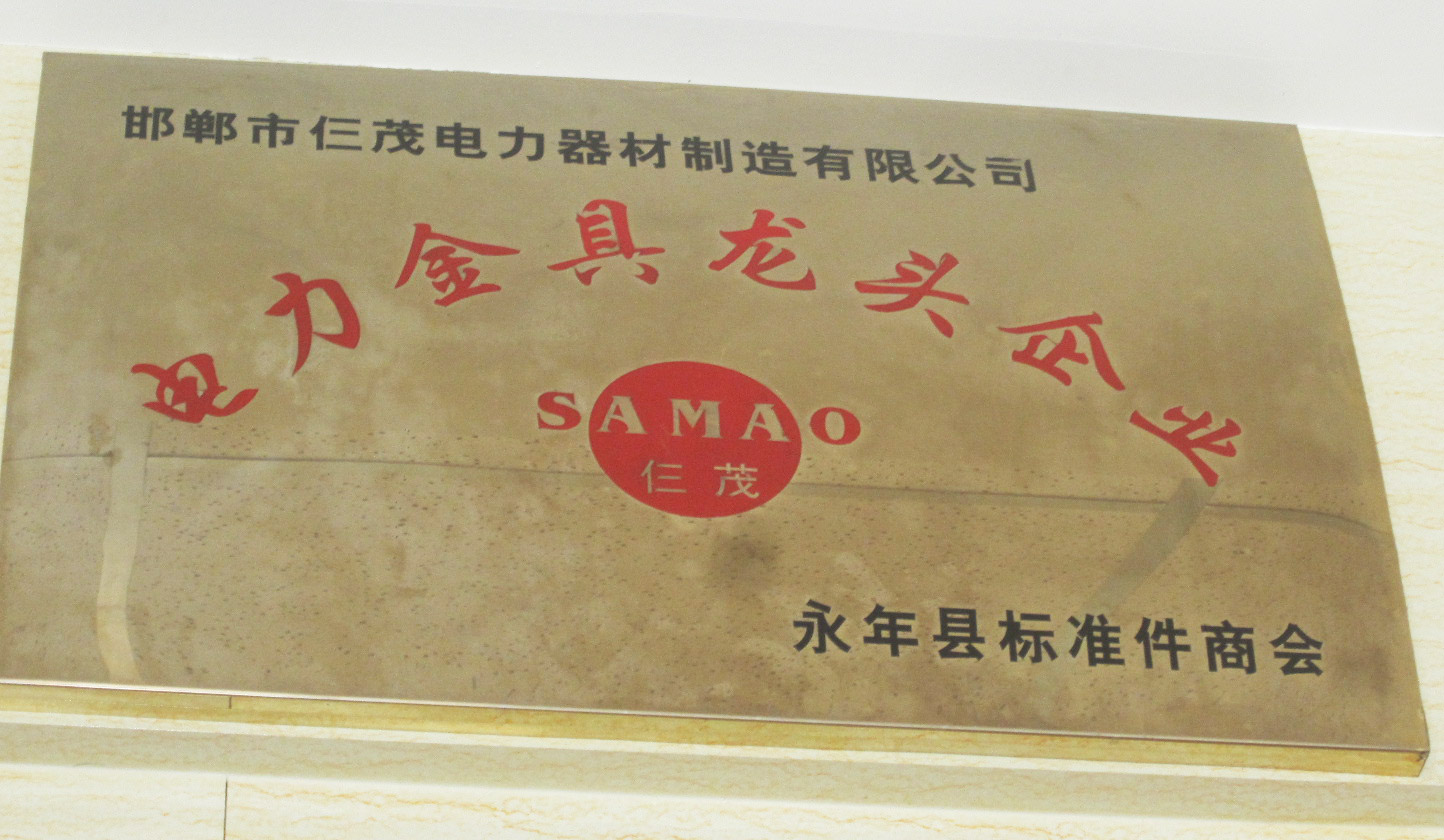 邯郸市仨茂电力器材制造有限公司
电力金具龙头企业
SAMAO
仨茂
永年县标准件商会